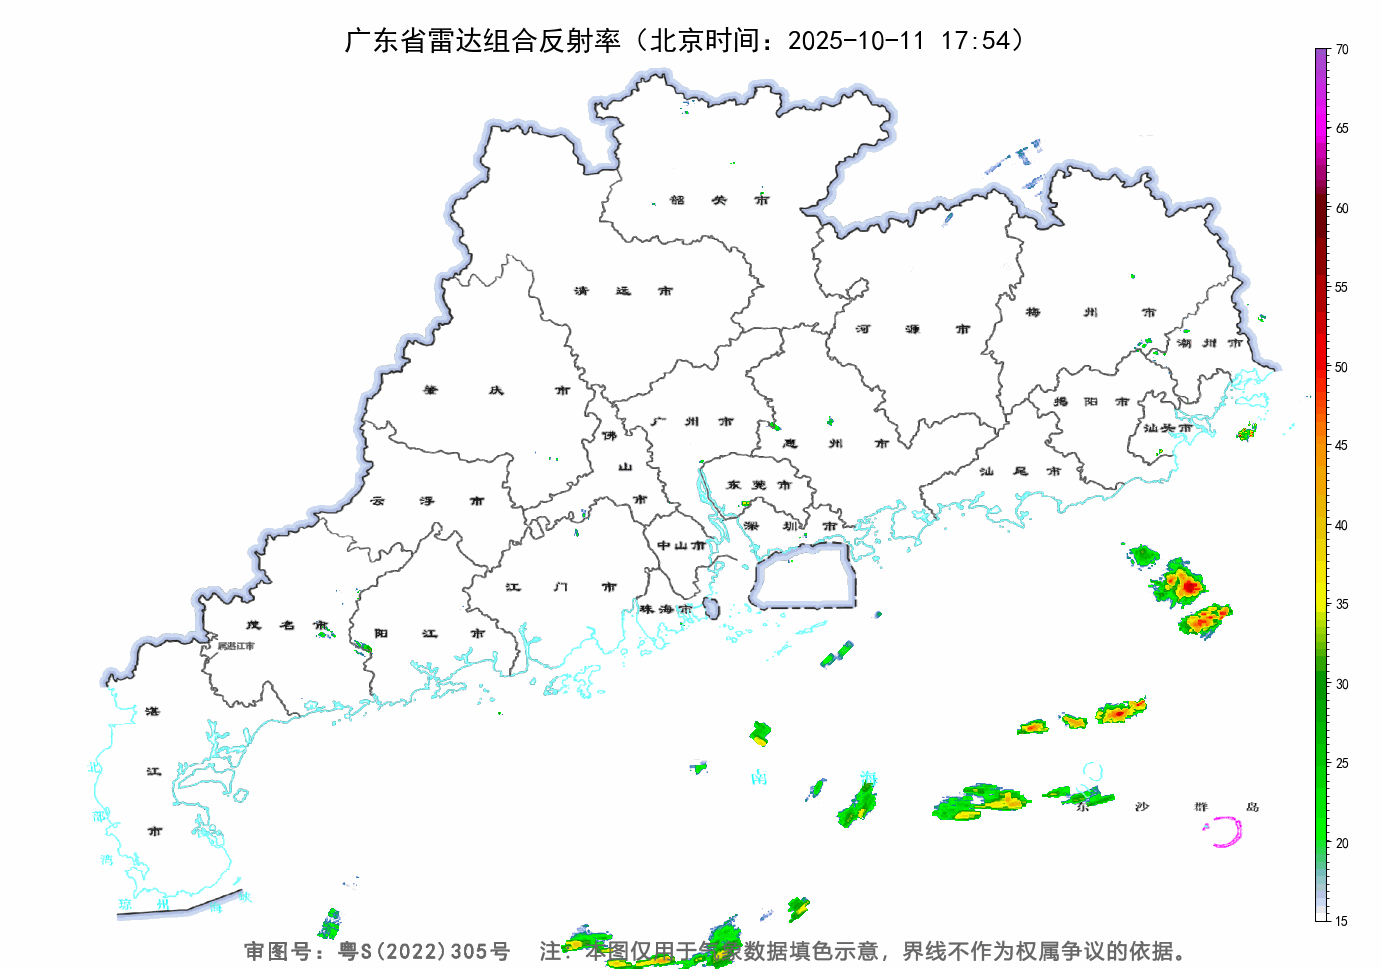 广东省雷达组合反射率（北京时间：2025-10-11 17:54）
70
65
60
55
50
45
40
35
30
25
20
15
韶关市
清远市
河源市
梅州市
潮州市
肇庆市
广州市
惠州市
揭阳市
汕头市
佛山市
汕尾市
云浮市
东莞市
深圳市
中山市
江门市
珠海市
茂名市
阳江市
属湛江市
湛江市
北部湾
琼州海峡
南海
东沙群岛
审图号：粤S(2022)305号 注：本图仅用于气象数据填色示意，界线不作为权属争议的依据。